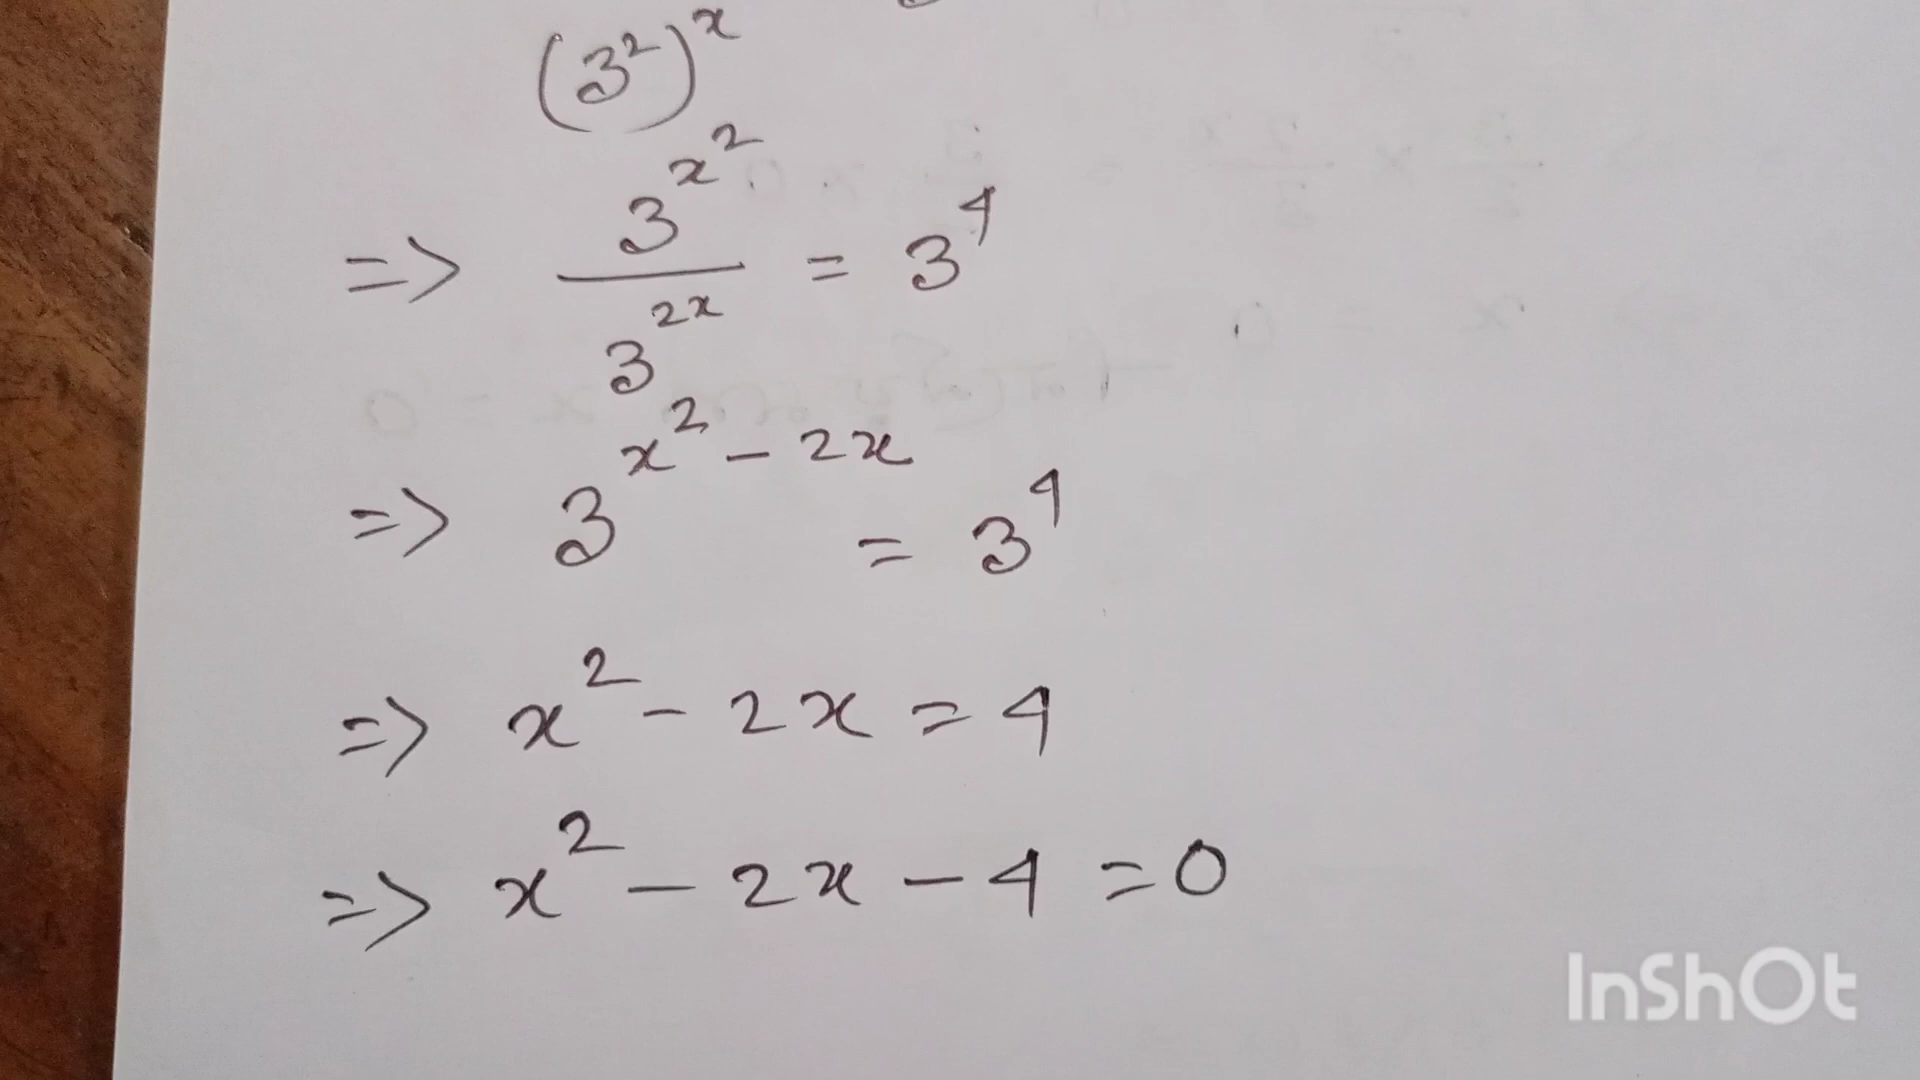 (3²)ˣ
=> 3^x² / 3^2x = 3⁴
=> 3^x² - 2x = 3⁴
=> x² - 2x = 4
=> x² - 2x - 4 = 0
InShOt